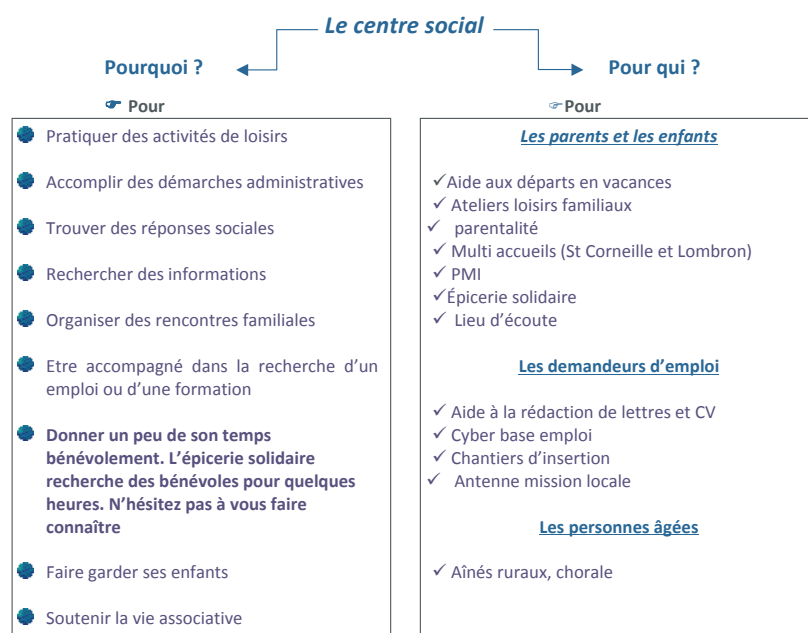 Le centre social
Pourquoi ?
☛ Pour
Pratiquer des activités de loisirs
Accomplir des démarches administratives
Trouver des réponses sociales
Rechercher des informations
Organiser des rencontres familiales
Etre accompagné dans la recherche d'un
emploi ou d'une formation
Donner un peu de son temps
bénévolement. L'épicerie solidaire
recherche des bénévoles pour quelques
heures. N'hésitez pas à vous faire
connaître
Faire garder ses enfants
Soutenir la vie associative
Pour qui ?
☞Pour
Les parents et les enfants
✓Aide aux départs en vacances
✓ Ateliers loisirs familiaux
✓ parentalité
✓ Multi accueils (St Corneille et Lombron)
✓ PMI
✓Épicerie solidaire
✓ Lieu d'écoute
Les demandeurs d'emploi
✓ Aide à la rédaction de lettres et CV
✓ Cyber base emploi
✓ Chantiers d'insertion
✓ Antenne mission locale
Les personnes âgées
✓ Aînés ruraux, chorale